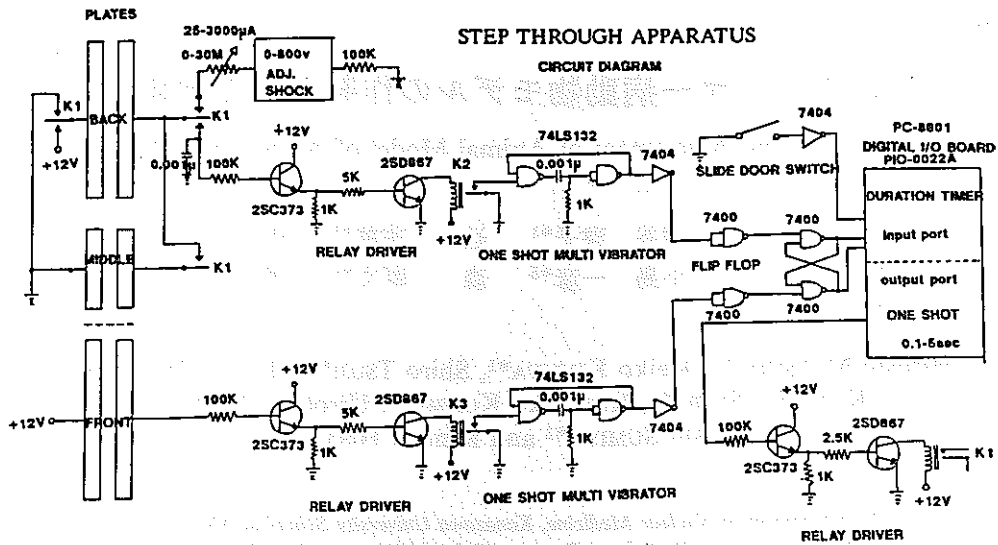 PLATES
STEP THROUGH APPARATUS
CIRCUIT DIAGRAM
25-3000μA
0-30M
0-800v
ADJ.
SHOCK
100K
K1
BACK
K1
+12V
0.001μ
100K
+12V
2SC373
5K
1K
2SD867
K2
+12V
RELAY DRIVER
74LS132
0.001μ
1K
7404
ONE SHOT MULTI VIBRATOR
7404
SLIDE DOOR SWITCH
PC-8801
DIGITAL I/O BOARD
PIO-0022A
DURATION TIMER
Input port
output port
ONE SHOT
0.1-5sec
7400
7400
FLIP FLOP
7400
7400
MIDDLE
K1
+12V
FRONT
100K
+12V
2SC373
5K
1K
2SD867
K3
+12V
RELAY DRIVER
74LS132
0.001μ
1K
7404
ONE SHOT MULTI VIBRATOR
100K
+12V
2SC373
2.5K
1K
2SD867
K1
+12V
RELAY DRIVER